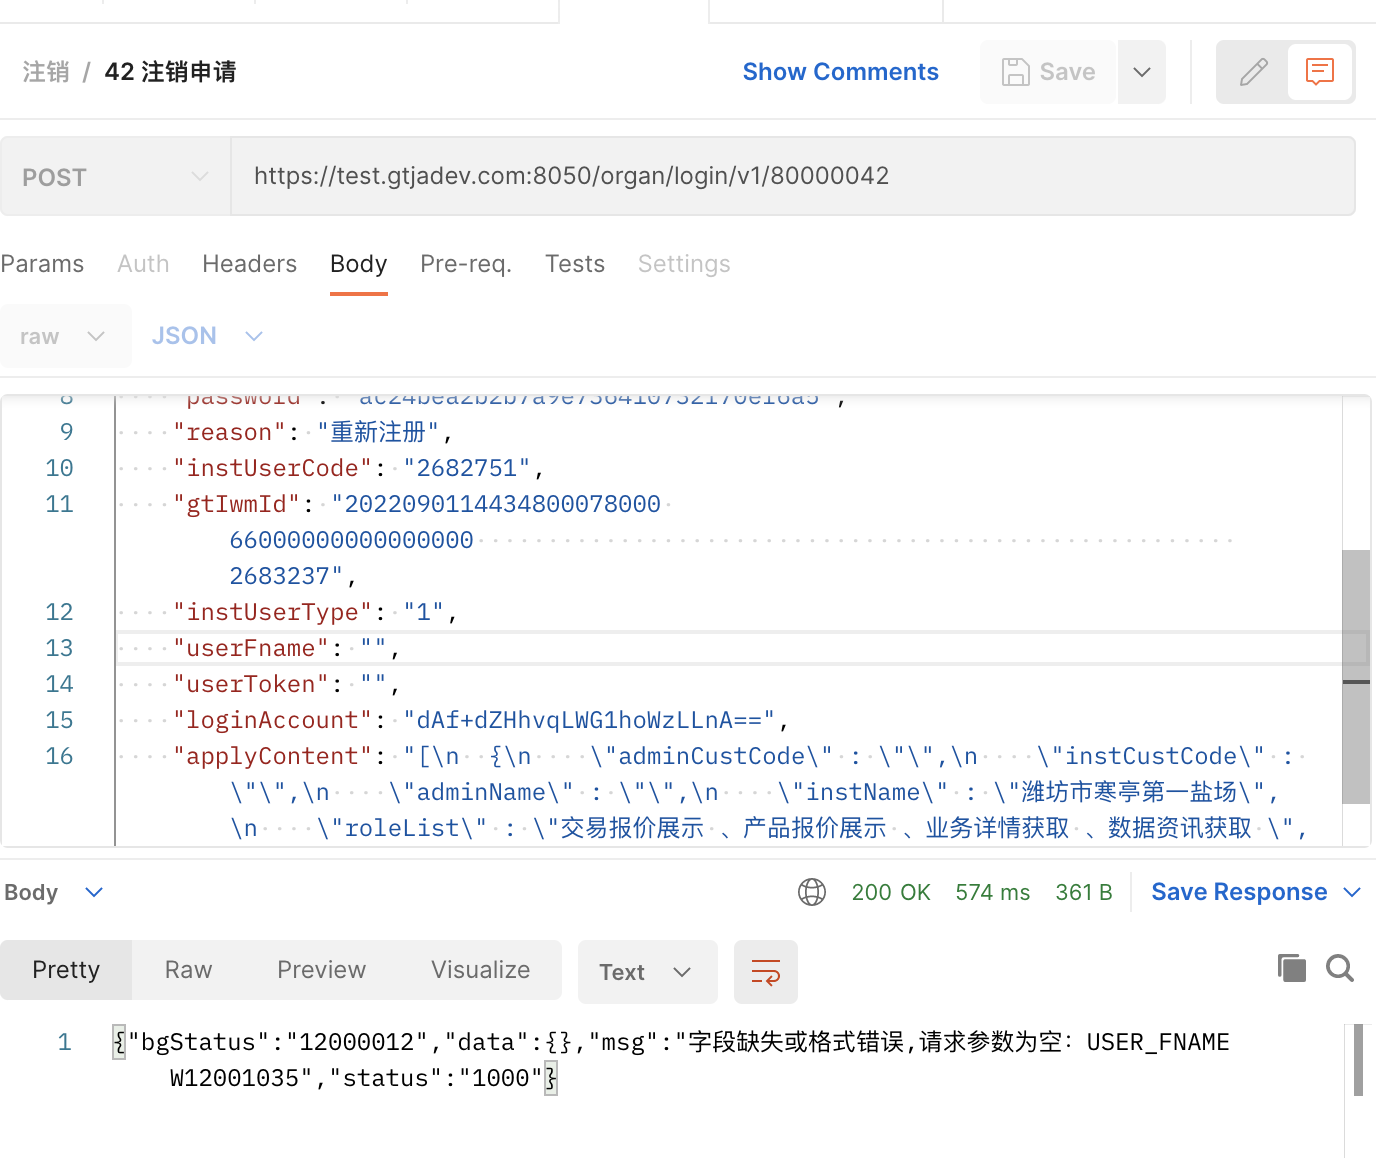 注销 / 42 注销申请
Show Comments
Save
POST
https://test.gtjadev.com:8050/organ/login/v1/80000042
Params Auth Headers Body Pre-req. Tests Settings
raw JSON
8 "password": "ac24bea2b2b7a9e736410732170e16a5",
9 "reason": "重新注册",
10 "instUserCode": "2682751",
11 "gtIwmId": "2022090114434800078000
66000000000000000
2683237",
12 "instUserType": "1",
13 "userFname": "",
14 "userToken": "",
15 "loginAccount": "dAf+dZHhvqLWG1hoWzLLnA==",
16 "applyContent": "[\n {\n \"adminCustCode\" : \"\",\n \"instCustCode\" :
\"\",\n \"adminName\" : \"\",\n \"instName\" : \"潍坊市寒亭第一盐场\",
\n \"roleList\" : \"交易报价展示 、产品报价展示 、业务详情获取 、数据资讯获取 \",
Body
200 OK 574 ms 361 B Save Response
Pretty Raw Preview Visualize Text
1 {"bgStatus":"12000012","data":{},"msg":"字段缺失或格式错误,请求参数为空：USER_FNAME
W12001035","status":"1000"}